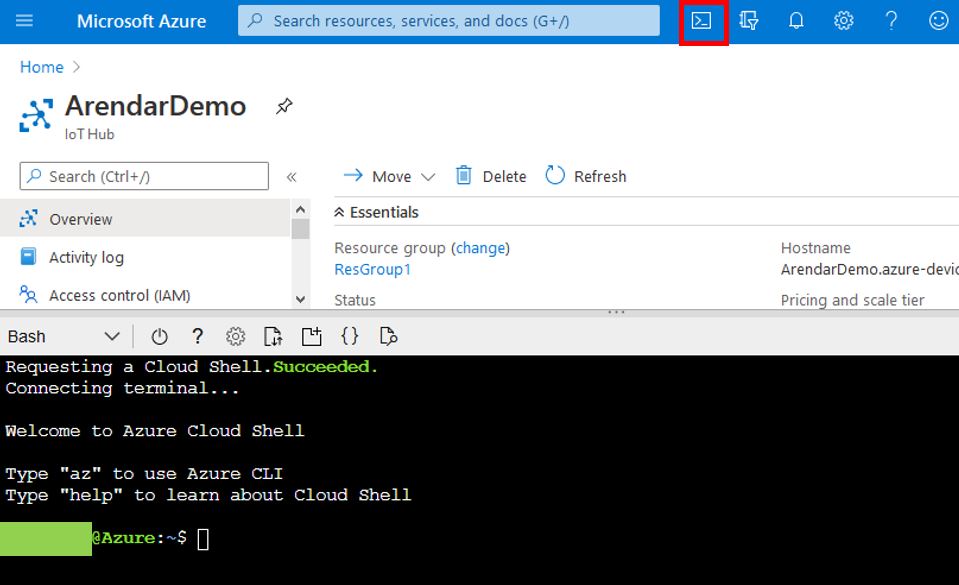 Microsoft Azure
Search resources, services, and docs (G+/)
Home
ArendarDemo
IoT Hub
Search (Ctrl+/)
Move
Delete
Refresh
Overview
Activity log
Access control (IAM)
Essentials
Resource group (change)
ResGroup1
Status
Hostname
ArendarDemo.azure-devic
Pricing and scale tier
Bash
Requesting a Cloud Shell.Succeeded.
Connecting terminal...
Welcome to Azure Cloud Shell
Type "az" to use Azure CLI
Type "help" to learn about Cloud Shell
@Azure:~$